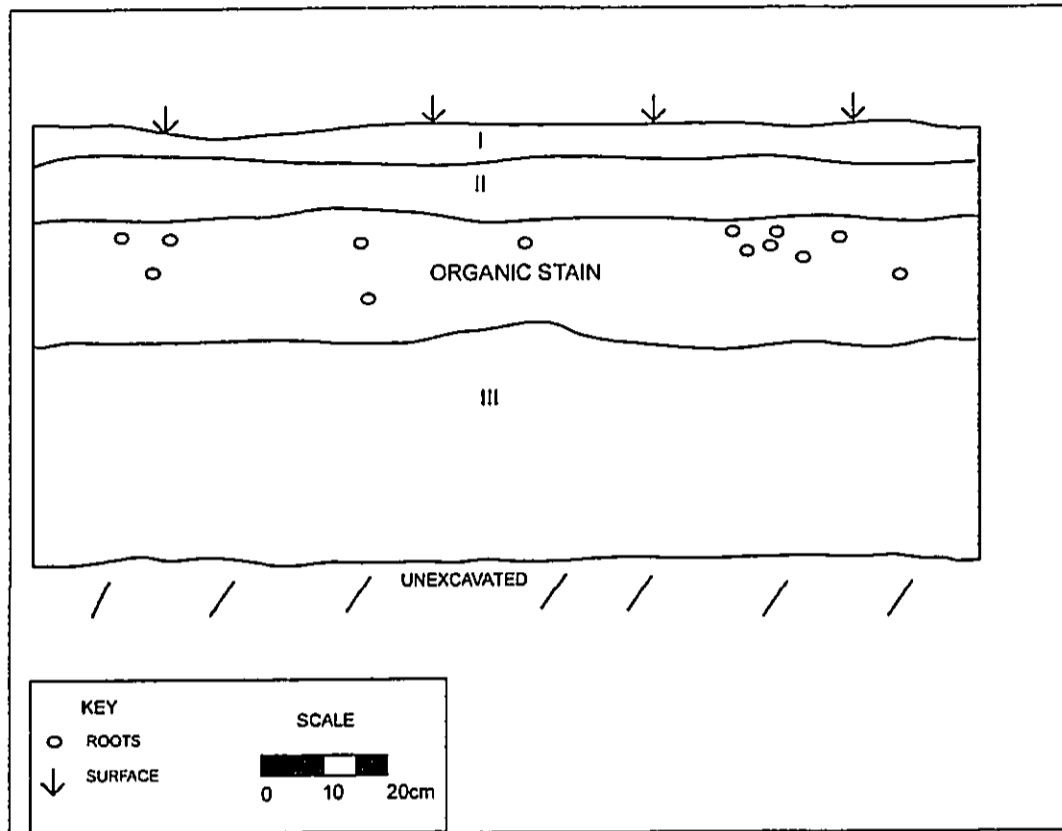 I
II
ORGANIC STAIN
III
UNEXCAVATED
KEY
ROOTS
SURFACE
SCALE
0 10 20cm